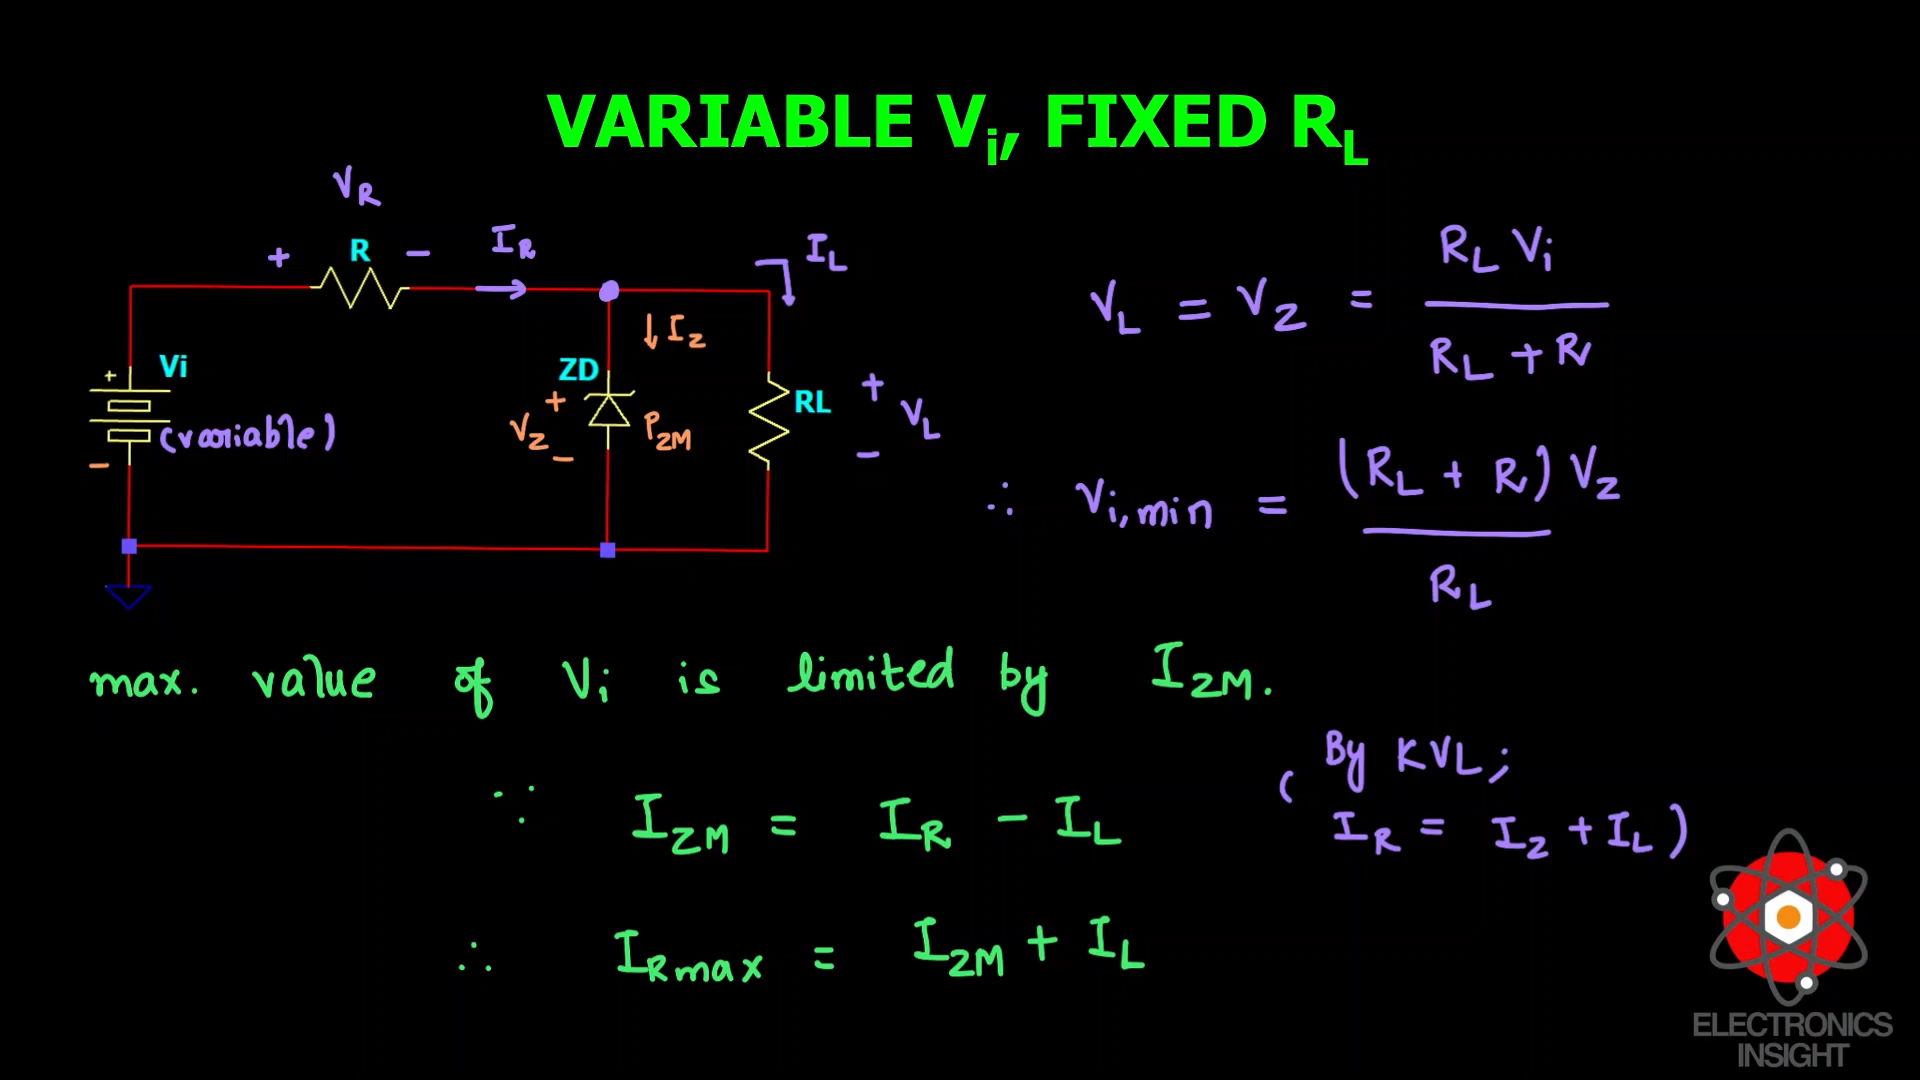 VARIABLE Vi, FIXED RL
VR
+ R - IR IL
↓ IZ
+ Vi
ZD
(variable)
VZ + -
PZM
RL
+ VL -
-
VL = VZ = RL Vi / RL + R
∴ Vi,min = (RL + R) VZ / RL
max. value of Vi is limited by IZM.
∵ IZM = IR - IL
( By KVL;
IR = IZ + IL )
∴ IRmax = IZM + IL
ELECTRONICS
INSIGHT